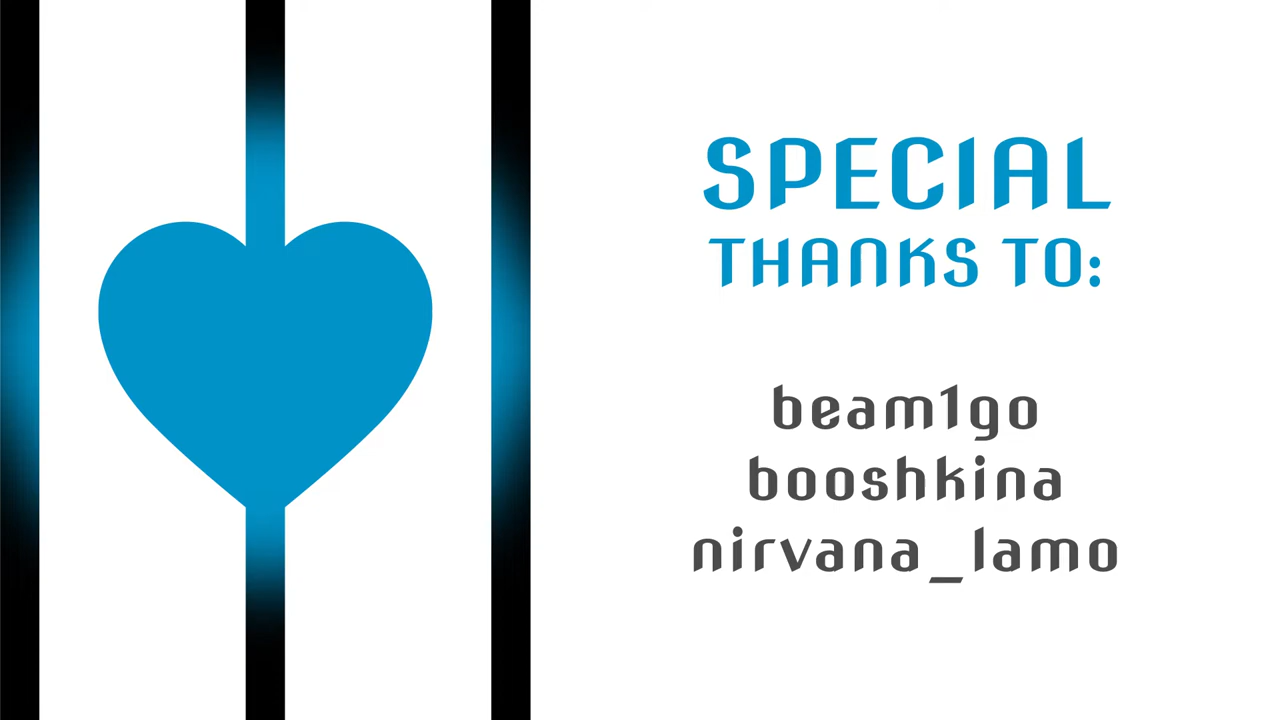 SPECIAL
THANKS TO:
beam1go
booshkina
nirvana_lamo